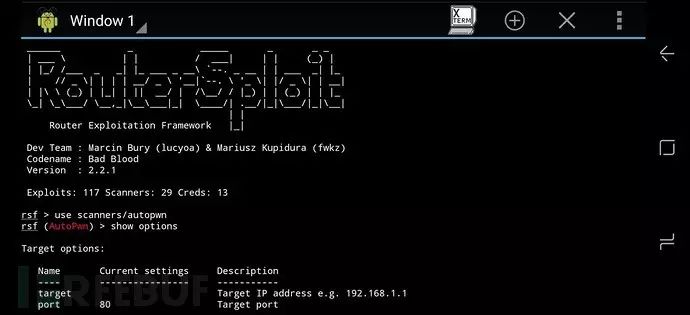 Window 1
X TERM
RouterSploit
Router Exploitation Framework
Dev Team : Marcin Bury (lucyoa) & Mariusz Kupidura (fwkz)
Codename : Bad Blood
Version : 2.2.1
Exploits: 117 Scanners: 29 Creds: 13
rsf > use scanners/autopwn
rsf (AutoPwn) > show options
Target options:
Name Current settings Description
---- ---------------- -----------
target Target IP address e.g. 192.168.1.1
port 80 Target port
REEBUF